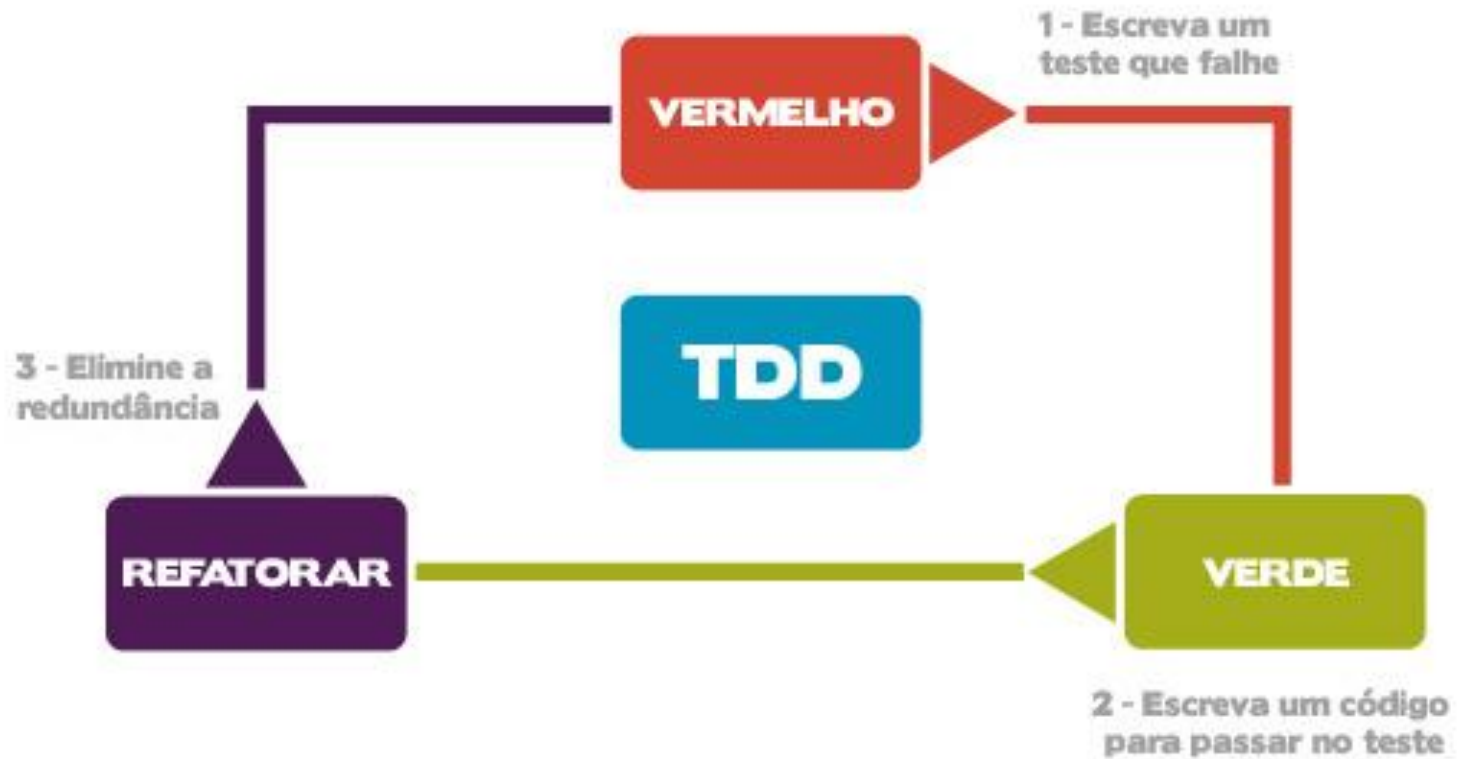 1 - Escreva um
teste que falhe
VERMELHO
TDD
3 - Elimine a
redundância
REFATORAR
VERDE
2 - Escreva um código
para passar no teste